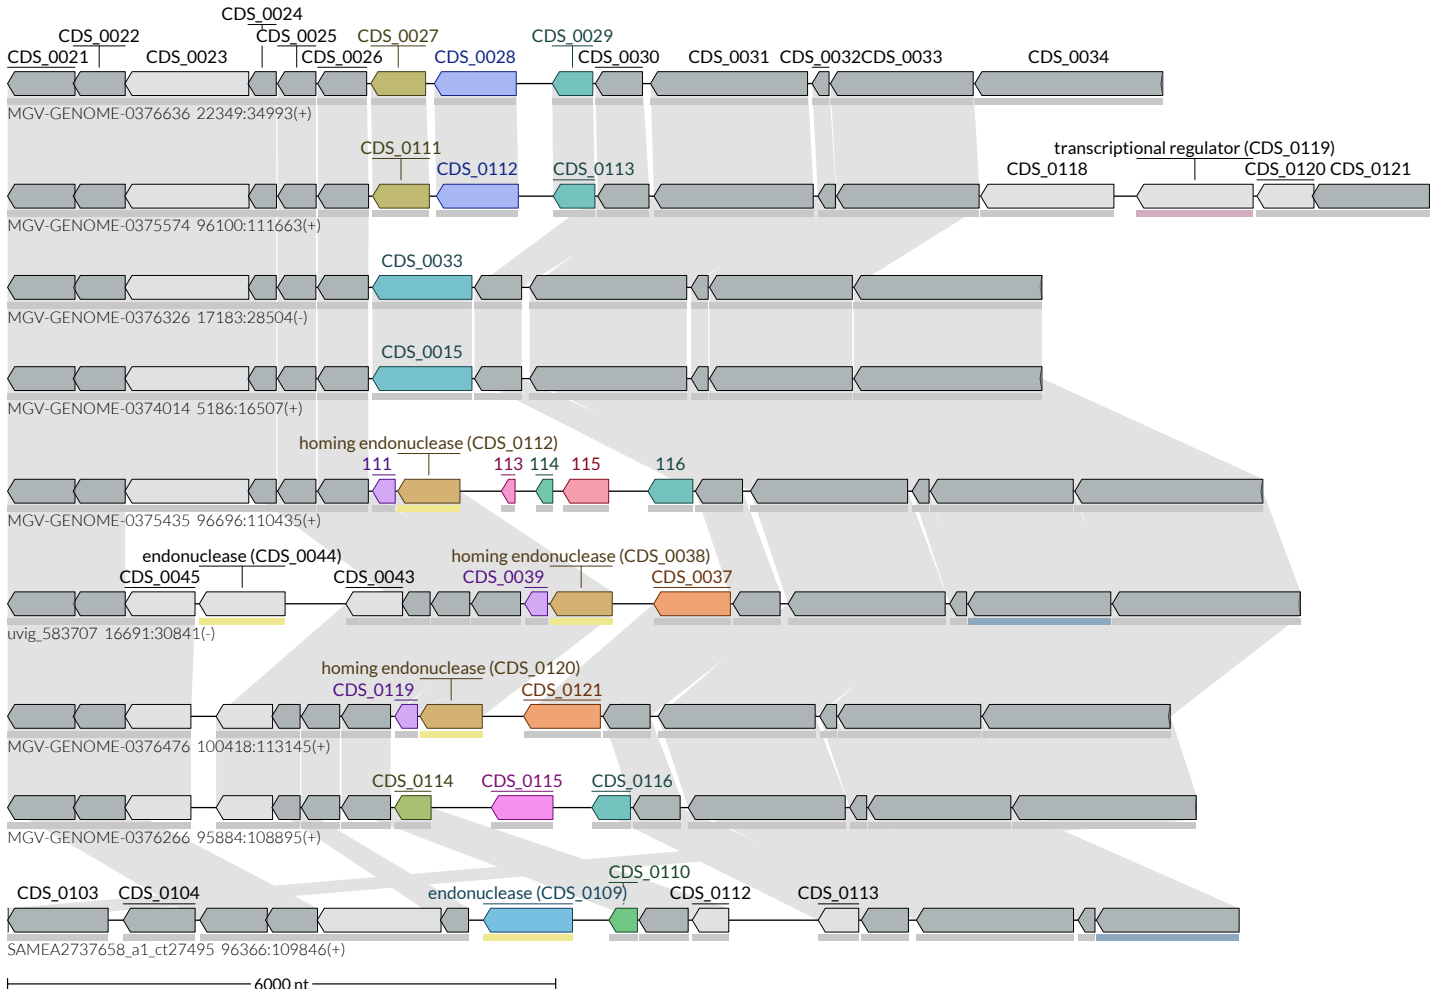 CDS_0024
CDS_0022 CDS_0025 CDS_0027 CDS_0029
CDS_0021 CDS_0023 CDS_0026 CDS_0028 CDS_0030 CDS_0031 CDS_0032 CDS_0033 CDS_0034
MGV-GENOME-0376636 22349:34993(+)
CDS_0111 transcriptional regulator (CDS_0119)
CDS_0112 CDS_0113 CDS_0118 CDS_0120 CDS_0121
MGV-GENOME-0375574 96100:111663(+)
CDS_0033
MGV-GENOME-0376326 17183:28504(-)
CDS_0015
MGV-GENOME-0374014 5186:16507(+)
homing endonuclease (CDS_0112)
111 113 114 115 116
MGV-GENOME-0375435 96696:110435(+)
endonuclease (CDS_0044) homing endonuclease (CDS_0038)
CDS_0045 CDS_0043 CDS_0039 CDS_0037
uvig_583707 16691:30841(-)
homing endonuclease (CDS_0120)
CDS_0119 CDS_0121
MGV-GENOME-0376476 100418:113145(+)
CDS_0114 CDS_0115 CDS_0116
MGV-GENOME-0376266 95884:108895(+)
CDS_0110
CDS_0103 CDS_0104 endonuclease (CDS_0109) CDS_0112 CDS_0113
SAMEA2737658_a1_ct27495 96366:109846(+)
6000 nt